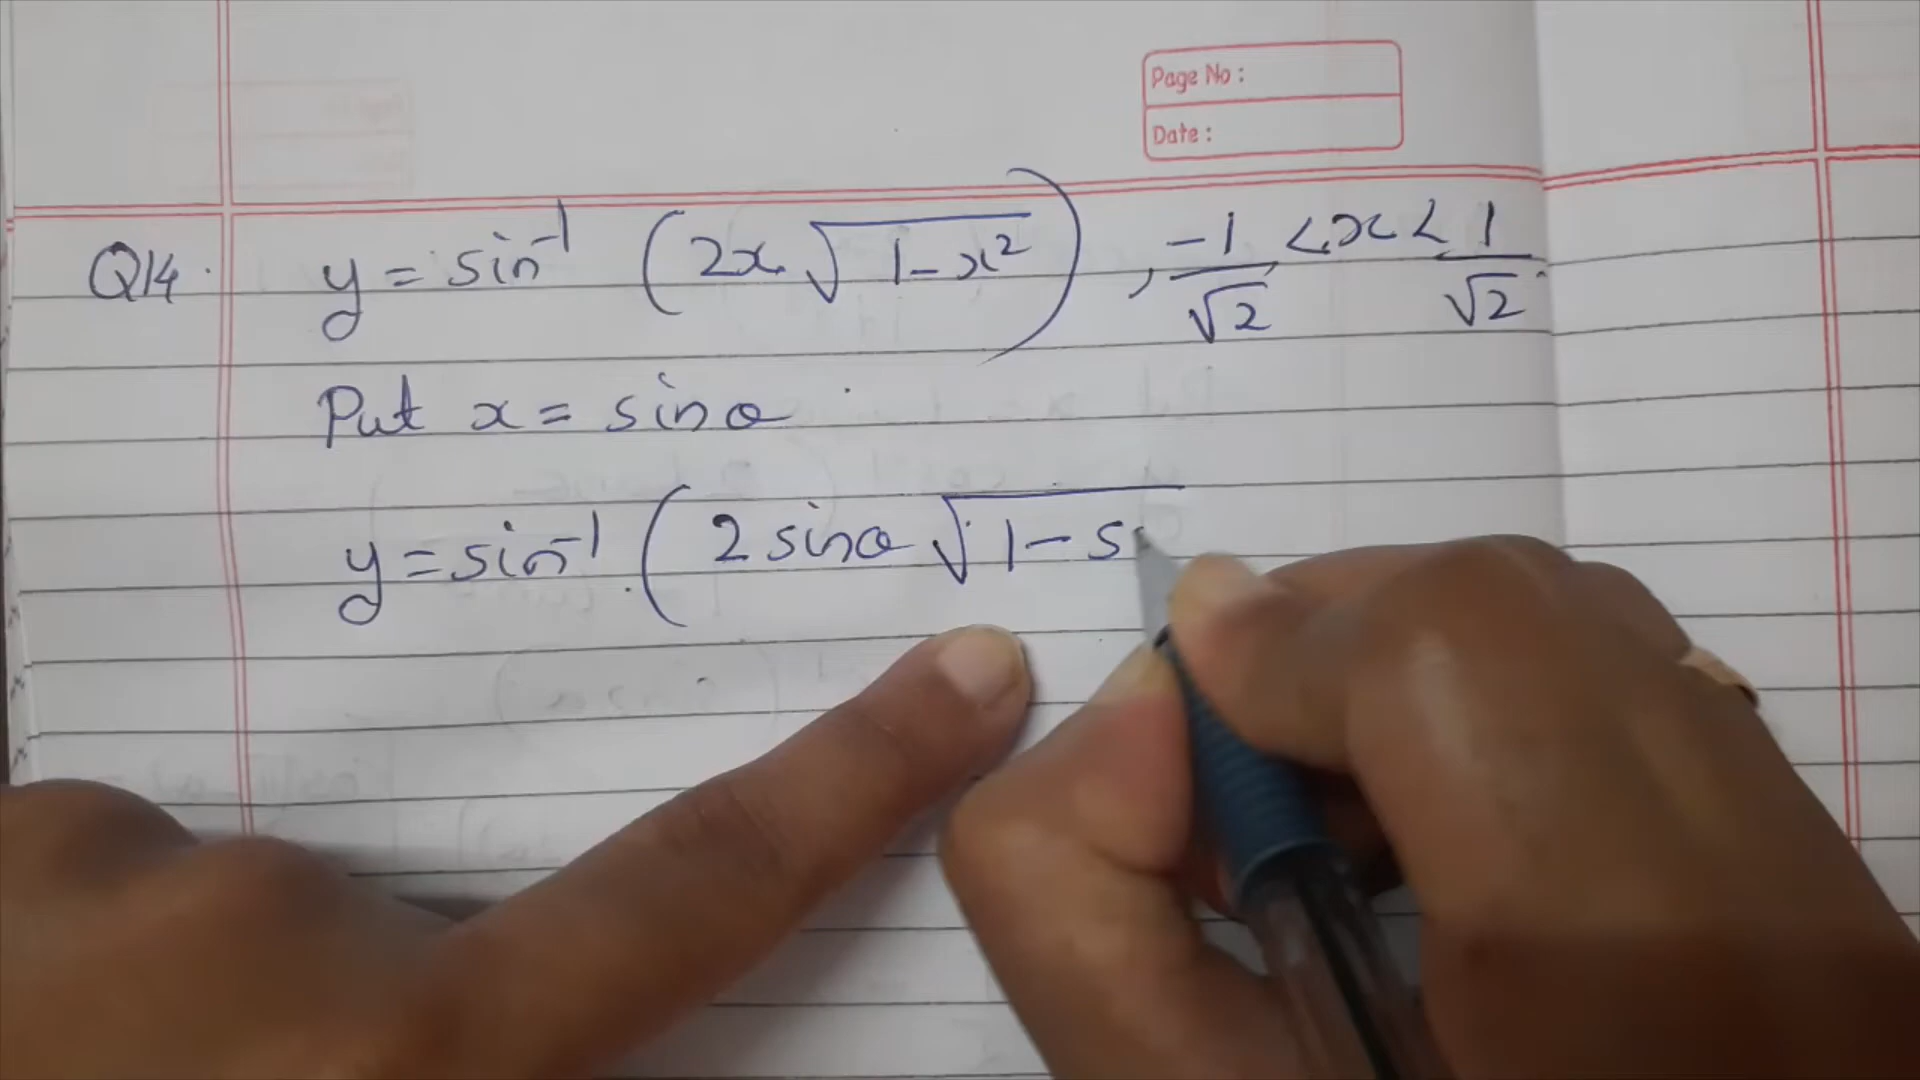 Page No :
Date :
Q14. y = sin⁻¹ (2x √(1-x²)), -1/√2 < x < 1/√2
Put x = sinθ
y = sin⁻¹ (2 sinθ √(1-s